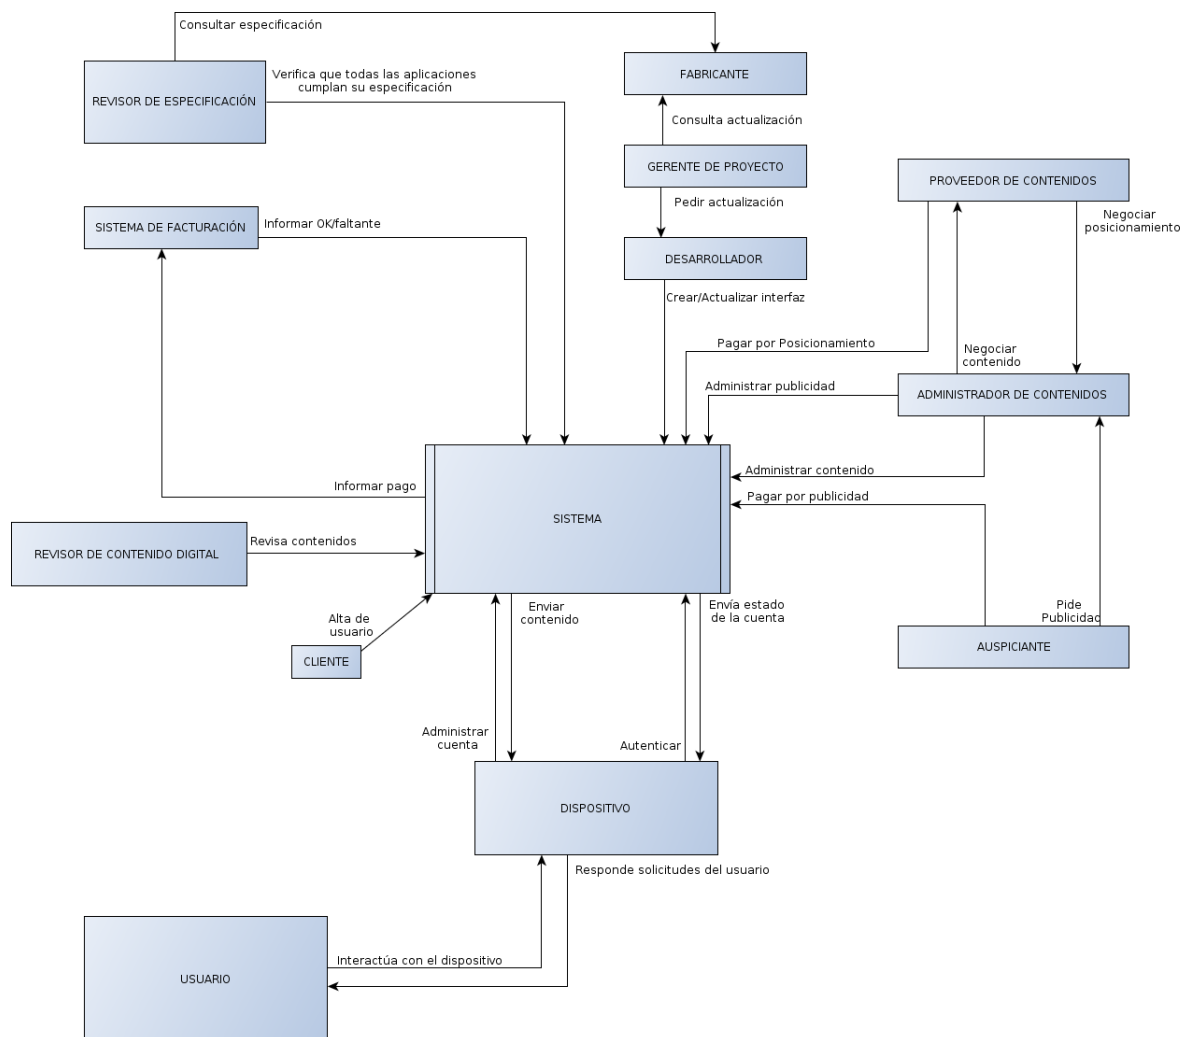 Consultar especificación
FABRICANTE
Verifica que todas las aplicaciones
cumplan su especificación
REVISOR DE ESPECIFICACIÓN
Consulta actualización
GERENTE DE PROYECTO
PROVEEDOR DE CONTENIDOS
Pedir actualización
Negociar
posicionamiento
SISTEMA DE FACTURACIÓN
Informar OK/faltante
DESARROLLADOR
Crear/Actualizar interfaz
Pagar por Posicionamiento
Negociar
contenido
Administrar publicidad
ADMINISTRADOR DE CONTENIDOS
Administrar contenido
Informar pago
Pagar por publicidad
SISTEMA
Revisa contenidos
REVISOR DE CONTENIDO DIGITAL
Enviar
contenido
Envía estado
de la cuenta
Pide
Publicidad
Alta de
usuario
AUSPICIANTE
CLIENTE
Administrar
cuenta
Autenticar
DISPOSITIVO
Responde solicitudes del usuario
Interactúa con el dispositivo
USUARIO